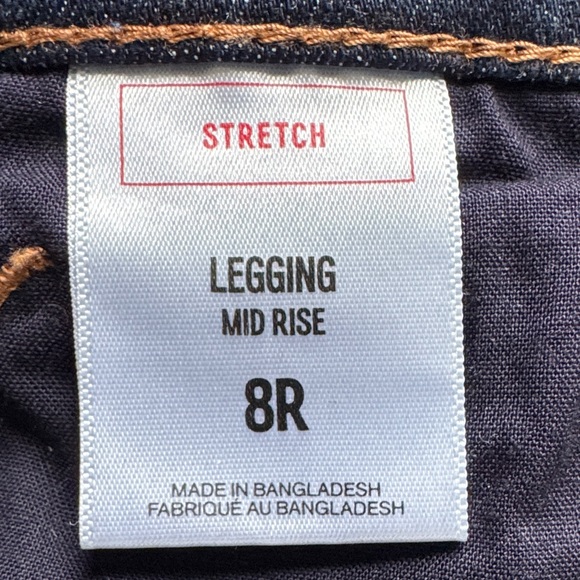 STRETCH
LEGGING
MID RISE
8R
MADE IN BANGLADESH
FABRIQUÉ AU BANGLADESH